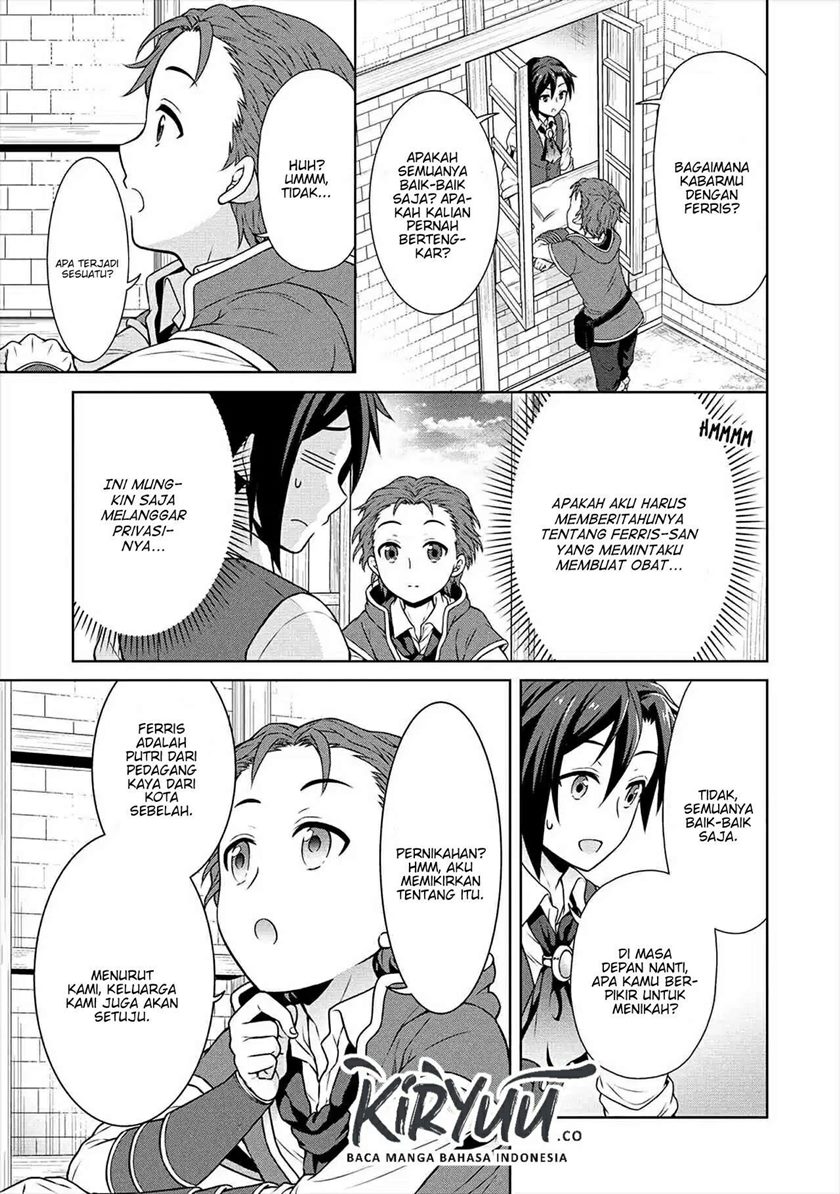 BAGAIMANA
KABARMU
DENGAN
FERRIS?
APAKAH
SEMUANYA
BAIK-BAIK
SAJA? APA-
KAH KALIAN
PERNAH
BERTENG-
KAR?
HUH?
UMMM,
TIDAK...
APA TERJADI
SESUATU?
HMMMM
APAKAH AKU HARUS
MEMBERITAHUNYA
TENTANG FERRIS-SAN
YANG MEMINTAKU
MEMBUAT OBAT...
INI MUNG-
KIN SAJA
MELANGGAR
PRIVASI-
NYA...
TIDAK,
SEMUANYA
BAIK-BAIK
SAJA.
DI MASA
DEPAN NANTI,
APA KAMU BER-
PIKIR UNTUK
MENIKAH?
PERNIKAHAN?
HMM, AKU
MEMIKIRKAN
TENTANG ITU.
FERRIS
ADALAH
PUTRI DARI
PEDAGANG
KAYA DARI
KOTA
SEBELAH.
MENURUT
KAMI, KELUARGA
KAMI JUGA AKAN
SETUJU.
KIRYUU.CO
BACA MANGA BAHASA INDONESIA